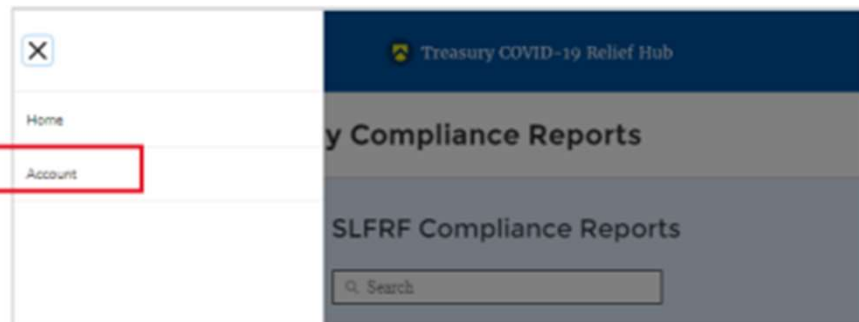 Treasury COVID-19 Relief Hub
Home
Account
y Compliance Reports
SLFRF Compliance Reports
Search